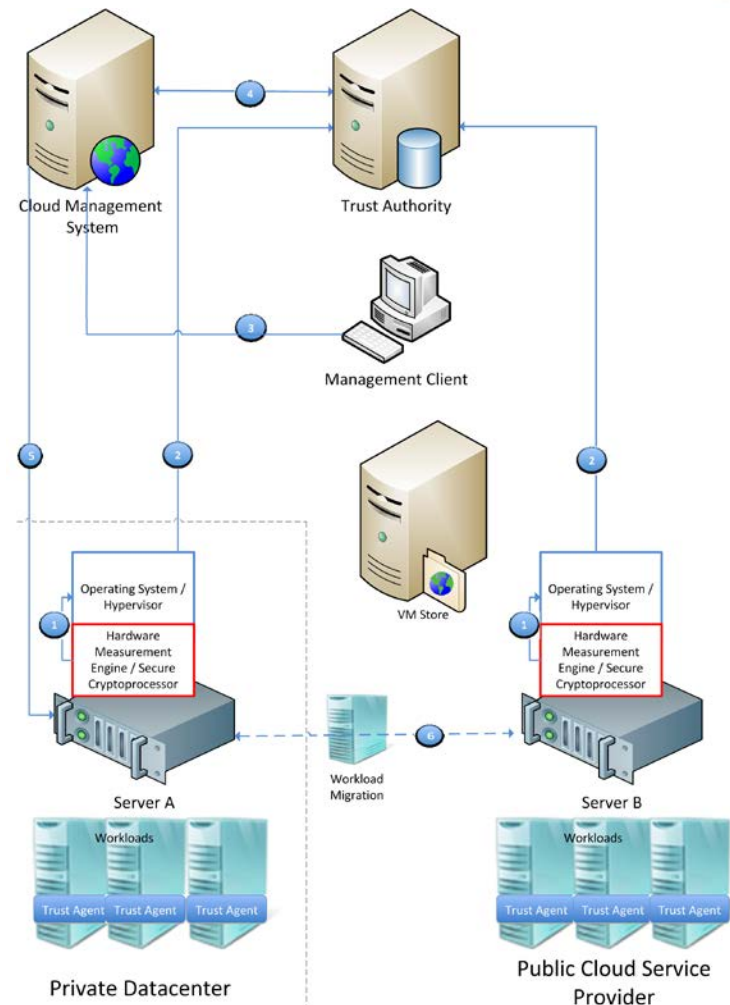 4
Cloud Management
System
Trust Authority
3
Management Client
5
2
2
VM Store
Operating System /
Hypervisor
1
Hardware
Measurement
Engine / Secure
Cryptoprocessor
Operating System /
Hypervisor
1
Hardware
Measurement
Engine / Secure
Cryptoprocessor
6
Workload
Migration
Server A
Server B
Workloads
Trust Agent
Trust Agent
Trust Agent
Workloads
Trust Agent
Trust Agent
Trust Agent
Private Datacenter
Public Cloud Service
Provider